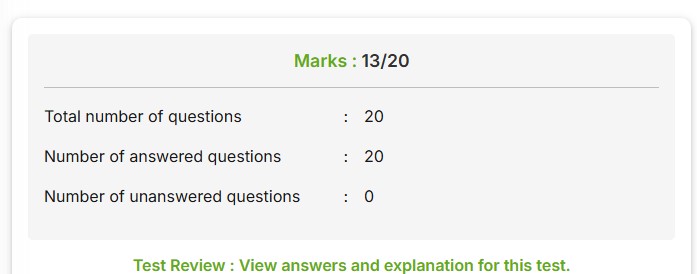 Marks : 13/20
Total number of questions : 20
Number of answered questions : 20
Number of unanswered questions : 0
Test Review : View answers and explanation for this test.